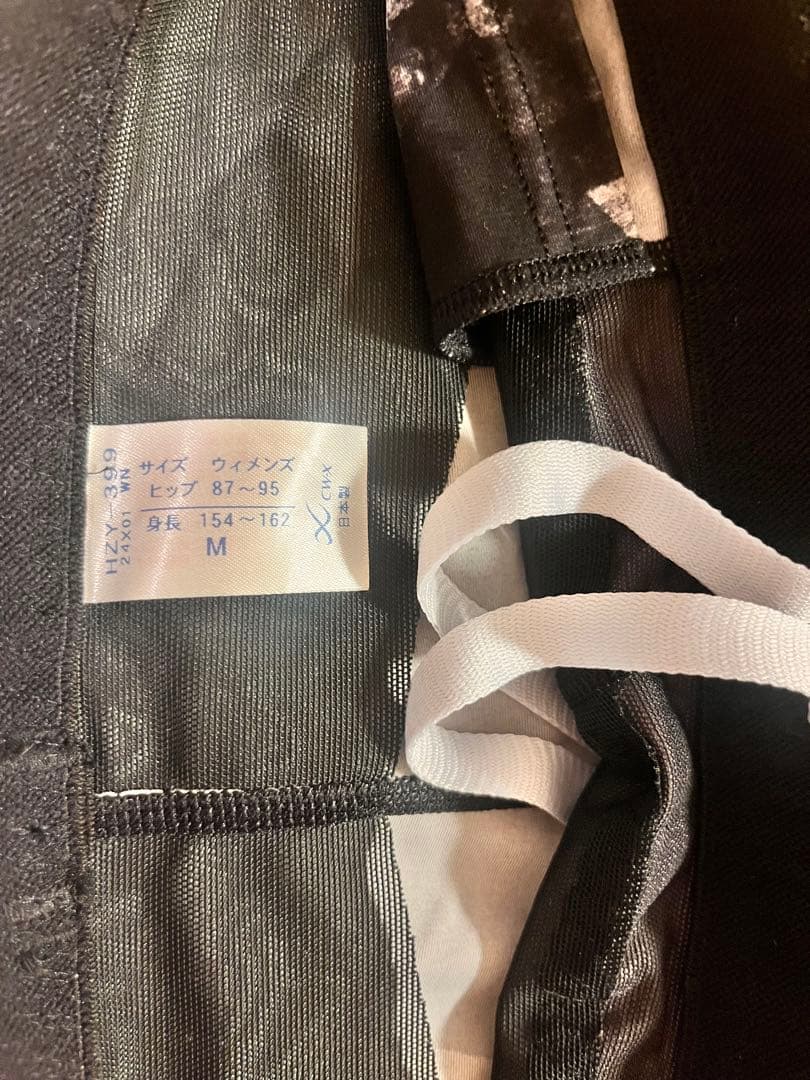 HZY-399
24X01 WN
サイズ ウィメンズ
ヒップ 87〜95
身長 154〜162
M
CW-X
日本製